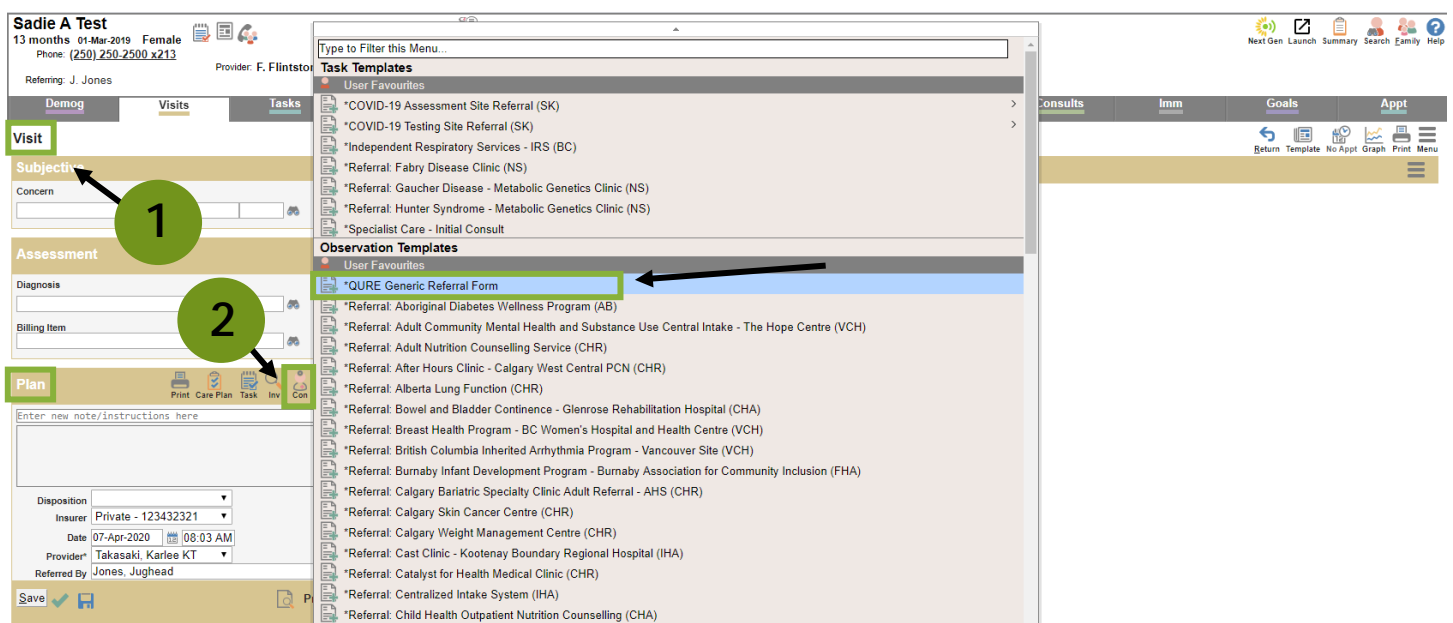 Sadie A Test
13 months 01-Mar-2019 Female
Phone: (250) 250-2500 x213
Provider: F. Flintstor
Referring: J. Jones
Next Gen Launch Summary Search Family Help
Demog Visits Tasks Consults Imm Goals Appt
Visit
Return Template No Appt Graph Print Menu
Subjective
Concern
1
Assessment
Diagnosis
2
Billing Item
Plan
Print Care Plan Task Inv Con
Enter new note/instructions here
Disposition
Insurer Private - 123432321
Date 07-Apr-2020 08:03 AM
Provider* Takasaki, Karlee KT
Referred By Jones, Jughead
Save
Type to Filter this Menu...
Task Templates
User Favourites
*COVID-19 Assessment Site Referral (SK)
*COVID-19 Testing Site Referral (SK)
*Independent Respiratory Services - IRS (BC)
*Referral: Fabry Disease Clinic (NS)
*Referral: Gaucher Disease - Metabolic Genetics Clinic (NS)
*Referral: Hunter Syndrome - Metabolic Genetics Clinic (NS)
*Specialist Care - Initial Consult
Observation Templates
User Favourites
*QURE Generic Referral Form
*Referral: Aboriginal Diabetes Wellness Program (AB)
*Referral: Adult Community Mental Health and Substance Use Central Intake - The Hope Centre (VCH)
*Referral: Adult Nutrition Counselling Service (CHR)
*Referral: After Hours Clinic - Calgary West Central PCN (CHR)
*Referral: Alberta Lung Function (CHR)
*Referral: Bowel and Bladder Continence - Glenrose Rehabilitation Hospital (CHA)
*Referral: Breast Health Program - BC Women's Hospital and Health Centre (VCH)
*Referral: British Columbia Inherited Arrhythmia Program - Vancouver Site (VCH)
*Referral: Burnaby Infant Development Program - Burnaby Association for Community Inclusion (FHA)
*Referral: Calgary Bariatric Specialty Clinic Adult Referral - AHS (CHR)
*Referral: Calgary Skin Cancer Centre (CHR)
*Referral: Calgary Weight Management Centre (CHR)
*Referral: Cast Clinic - Kootenay Boundary Regional Hospital (IHA)
*Referral: Catalyst for Health Medical Clinic (CHR)
*Referral: Centralized Intake System (IHA)
*Referral: Child Health Outpatient Nutrition Counselling (CHA)